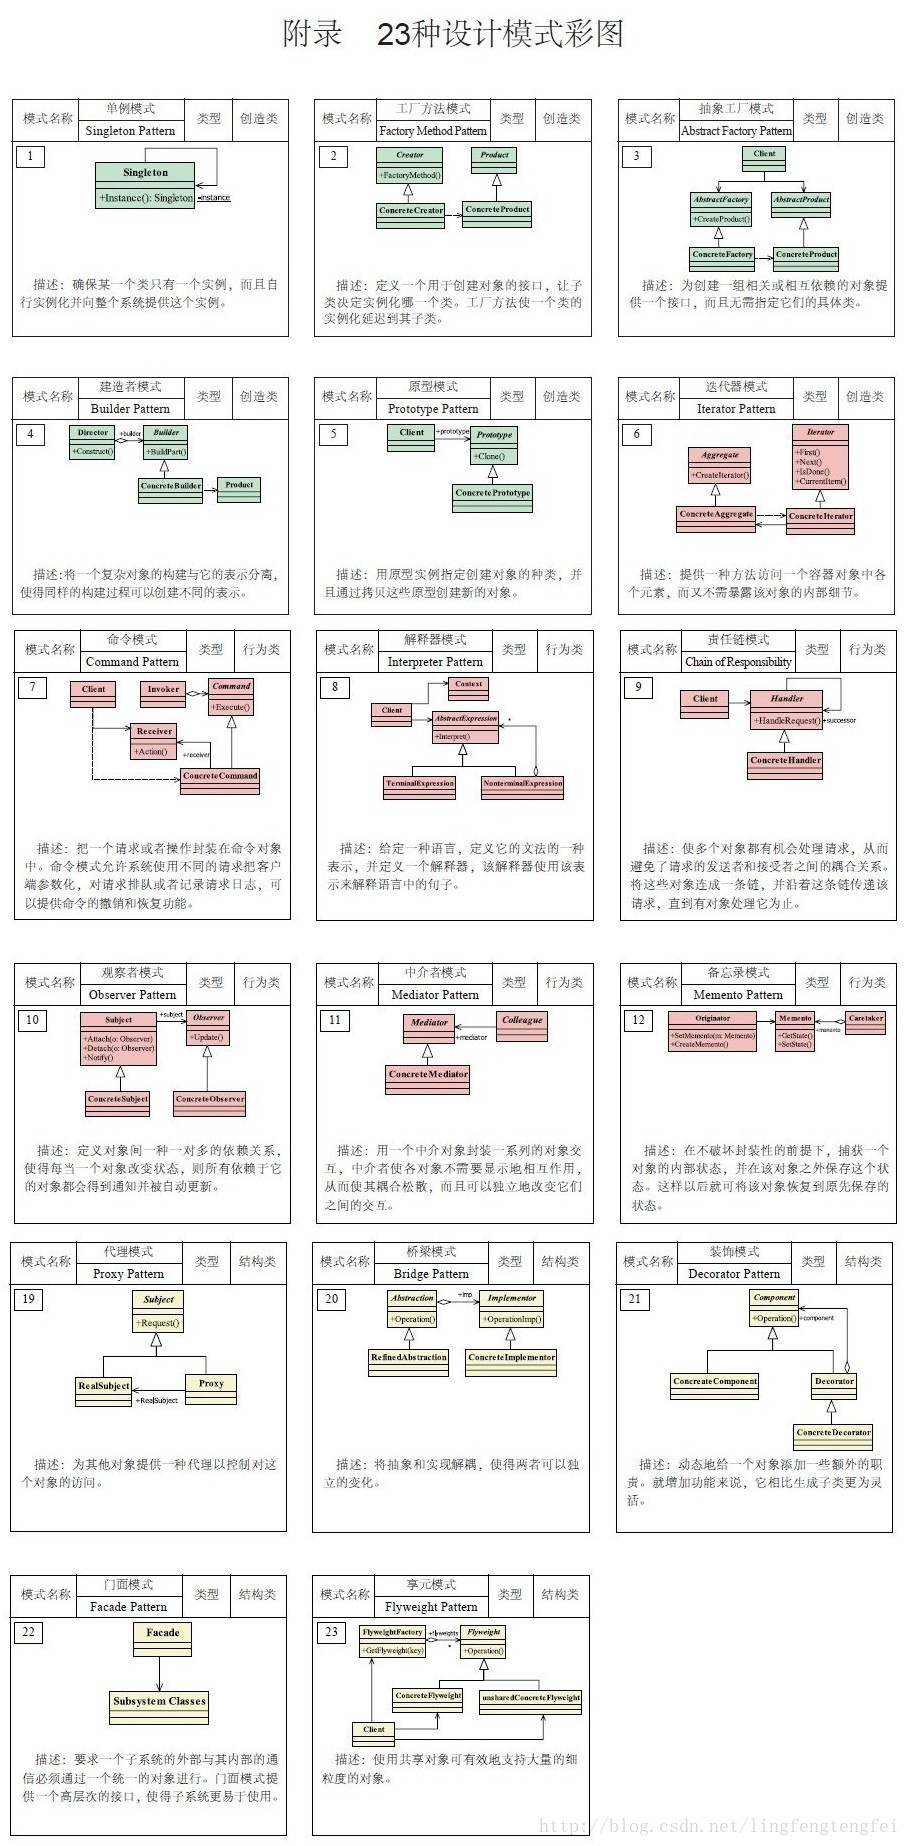 附录 23种设计模式彩图
模式名称 单例模式 类型 创造类
Singleton Pattern
1
Singleton
+Instance(): Singleton -instance
描述：确保某一个类只有一个实例，而且自
行实例化并向整个系统提供这个实例。
模式名称 工厂方法模式 类型 创造类
Factory Method Pattern
2
Creator Product
+FactoryMethod()
ConcreteCreator ConcreteProduct
描述：定义一个用于创建对象的接口，让子
类决定实例化哪一个类。工厂方法使一个类的
实例化延迟到其子类。
模式名称 抽象工厂模式 类型 创造类
Abstract Factory Pattern
3
Client
AbstractFactory AbstractProduct
+CreateProduct()
ConcreteFactory ConcreteProduct
描述：为创建一组相关或相互依赖的对象提
供一个接口，而且无需指定它们的具体类。
模式名称 建造者模式 类型 创造类
Builder Pattern
4
Director +builder Builder
+Construct() +BuildPart()
ConcreteBuilder Product
描述:将一个复杂对象的构建与它的表示分离，
使得同样的构建过程可以创建不同的表示。
模式名称 原型模式 类型 创造类
Prototype Pattern
5
Client +prototype Prototype
+Clone()
ConcretePrototype
描述：用原型实例指定创建对象的种类，并
且通过拷贝这些原型创建新的对象。
模式名称 迭代器模式 类型 创造类
Iterator Pattern
6
Iterator
+First()
+Next()
+IsDone()
+CurrentItem()
Aggregate
+CreateIterator()
ConcreteAggregate ConcreteIterator
描述：提供一种方法访问一个容器对象中各
个元素，而又不需暴露该对象的内部细节。
模式名称 命令模式 类型 行为类
Command Pattern
7
Client Invoker Command
+Execute()
Receiver
+Action()
+receiver
ConcreteCommand
描述：把一个请求或者操作封装在命令对象
中。命令模式允许系统使用不同的请求把客户
端参数化，对请求排队或者记录请求日志，可
以提供命令的撤销和恢复功能。
模式名称 解释器模式 类型 行为类
Interpreter Pattern
8
Context
Client
AbstractExpression *
+Interpret()
TerminalExpression NonterminalExpression
描述：给定一种语言，定义它的文法的一种
表示，并定义一个解释器，该解释器使用该表
示来解释语言中的句子。
模式名称 责任链模式 类型 行为类
Chain of Responsibility
9
Client Handler
+HandleRequest() +successor
ConcreteHandler
描述：使多个对象都有机会处理请求，从而
避免了请求的发送者和接受者之间的耦合关系。
将这些对象连成一条链，并沿着这条链传递该
请求，直到有对象处理它为止。
模式名称 观察者模式 类型 行为类
Observer Pattern
10
Subject +subject Observer
+Attach(o: Observer) +Update()
+Detach(o: Observer)
+Notify()
ConcreteSubject ConcreteObserver
描述：定义对象间一种一对多的依赖关系，
使得每当一个对象改变状态，则所有依赖于它
的对象都会得到通知并被自动更新。
模式名称 中介者模式 类型 行为类
Mediator Pattern
11
Mediator Colleague
+mediator
ConcreteMediator
描述：用一个中介对象封装一系列的对象交
互，中介者使各对象不需要显示地相互作用，
从而使其耦合松散，而且可以独立地改变它们
之间的交互。
模式名称 备忘录模式 类型 行为类
Memento Pattern
12
Originator Memento Caretaker
+SetMemento(m: Memento) +GetState() +memento
+CreateMemento() +SetState()
描述：在不破坏封装性的前提下，捕获一个
对象的内部状态，并在该对象之外保存这个状
态。这样以后就可将该对象恢复到原先保存的
状态。
模式名称 代理模式 类型 结构类
Proxy Pattern
19
Subject
+Request()
RealSubject Proxy
+RealSubject
描述：为其他对象提供一种代理以控制对这
个对象的访问。
模式名称 桥梁模式 类型 结构类
Bridge Pattern
20
Abstraction +imp Implementor
+Operation() +OperationImp()
RefinedAbstraction ConcreteImplementor
描述：将抽象和实现解耦，使得两者可以独
立的变化。
模式名称 装饰模式 类型 结构类
Decorator Pattern
21
Component
+Operation() +component
ConcreateComponent Decorator
ConcreteDecorator
描述：动态地给一个对象添加一些额外的职
责。就增加功能来说，它相比生成子类更为灵
活。
模式名称 门面模式 类型 结构类
Facade Pattern
22
Facade
Subsystem Classes
描述：要求一个子系统的外部与其内部的通
信必须通过一个统一的对象进行。门面模式提
供一个高层次的接口，使得子系统更易于使用。
模式名称 享元模式 类型 结构类
Flyweight Pattern
23
FlyweightFactory +flyweights Flyweight
+GetFlyweight(key) * +Operation()
ConcreteFlyweight unsharedConcreteFlyweight
Client
描述：使用共享对象可有效地支持大量的细
粒度的对象。
http://blog.csdn.net/lingfengtengfei